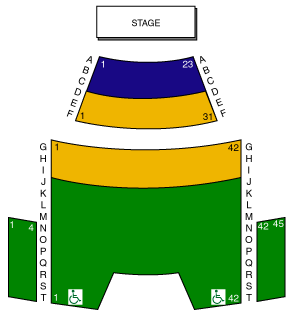 STAGE
A 1 23 A
B B
C C
D D
E E
F 1 31 F
G 1 42 G
H H
I I
J J
K K
L L
M M
1 4 N N 42 45
O O
P P
Q Q
R R
S S
T 1 42 T